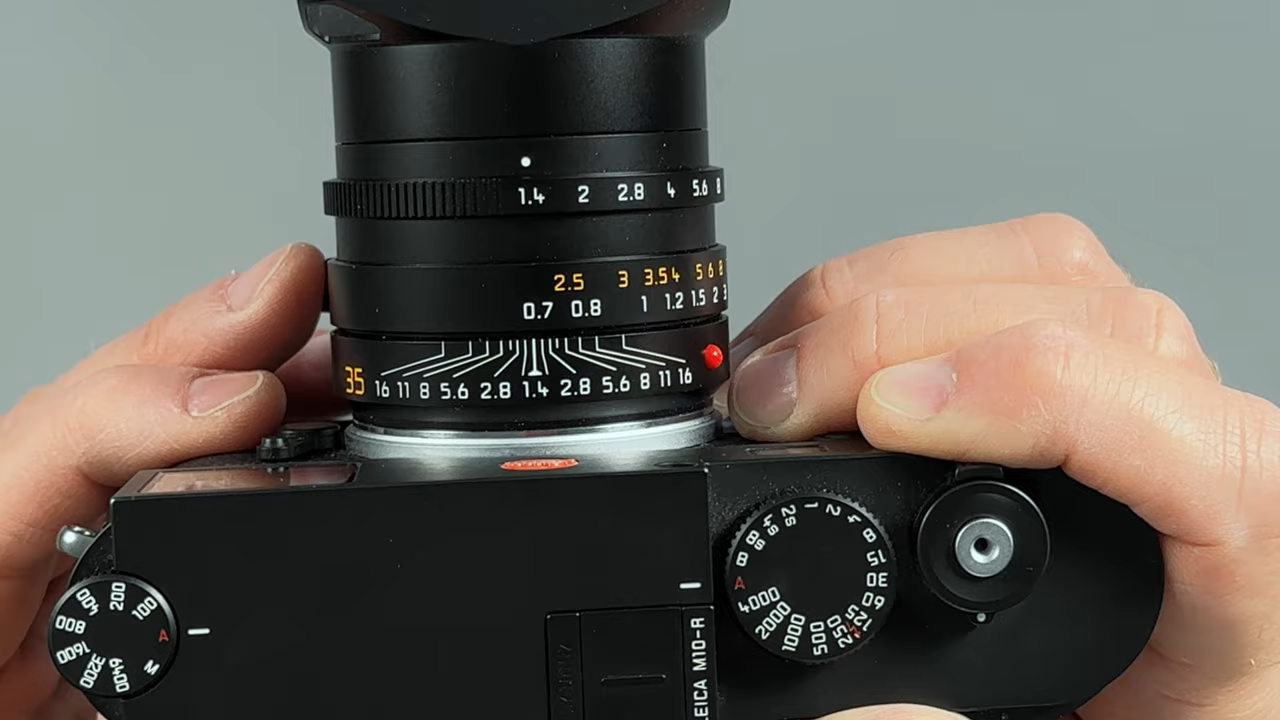 1.4 2 2.8 4 5.6 8
2.5 3 3.5 4 5 6 8
0.7 0.8 1 1.2 1.5 2 3
35 16 11 8 5.6 2.8 1.4 2.8 5.6 8 11 16
A 100 200 400 800 1600 3200 6400 M
A B 8s 4s 2s 1 2 4 8 15 30 60 125 250 500 1000 2000 4000
LEICA M10-R